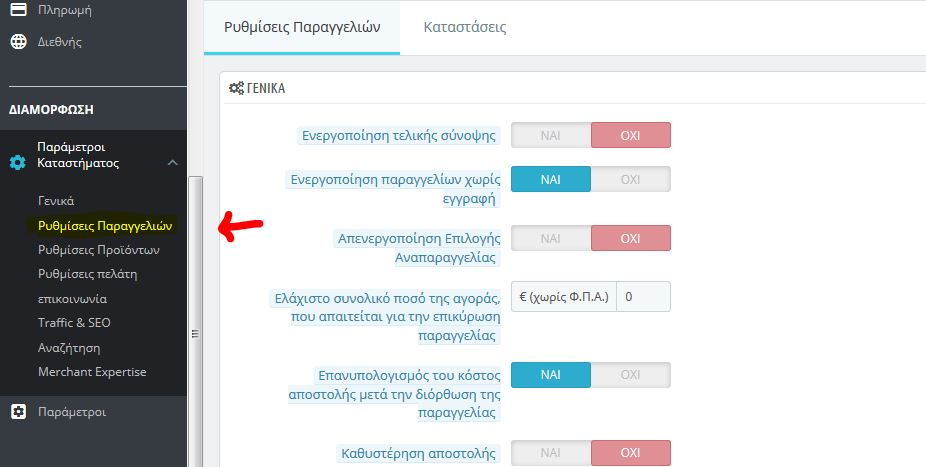 Πληρωμή
Διεθνής
ΔΙΑΜΟΡΦΩΣΗ
Παράμετροι
Καταστήματος
Γενικά
Ρυθμίσεις Παραγγελιών
Ρυθμίσεις Προϊόντων
Ρυθμίσεις πελάτη
επικοινωνία
Traffic & SEO
Αναζήτηση
Merchant Expertise
Παράμετροι
Ρυθμίσεις Παραγγελιών Καταστάσεις
ΓΕΝΙΚΑ
Ενεργοποίηση τελικής σύνοψης ΝΑΙ ΟΧΙ
Ενεργοποίηση παραγγελίων χωρίς ΝΑΙ ΟΧΙ
εγγραφή
Απενεργοποίηση Επιλογής ΝΑΙ ΟΧΙ
Αναπαραγγελίας
Ελάχιστο συνολικό ποσό της αγοράς, € (χωρίς Φ.Π.Α.) 0
που απαιτείται για την επικύρωση
παραγγελίας
Επανυπολογισμός του κόστος ΝΑΙ ΟΧΙ
αποστολής μετά την διόρθωση της
παραγγελίας
Καθυστέρηση αποστολής ΝΑΙ ΟΧΙ